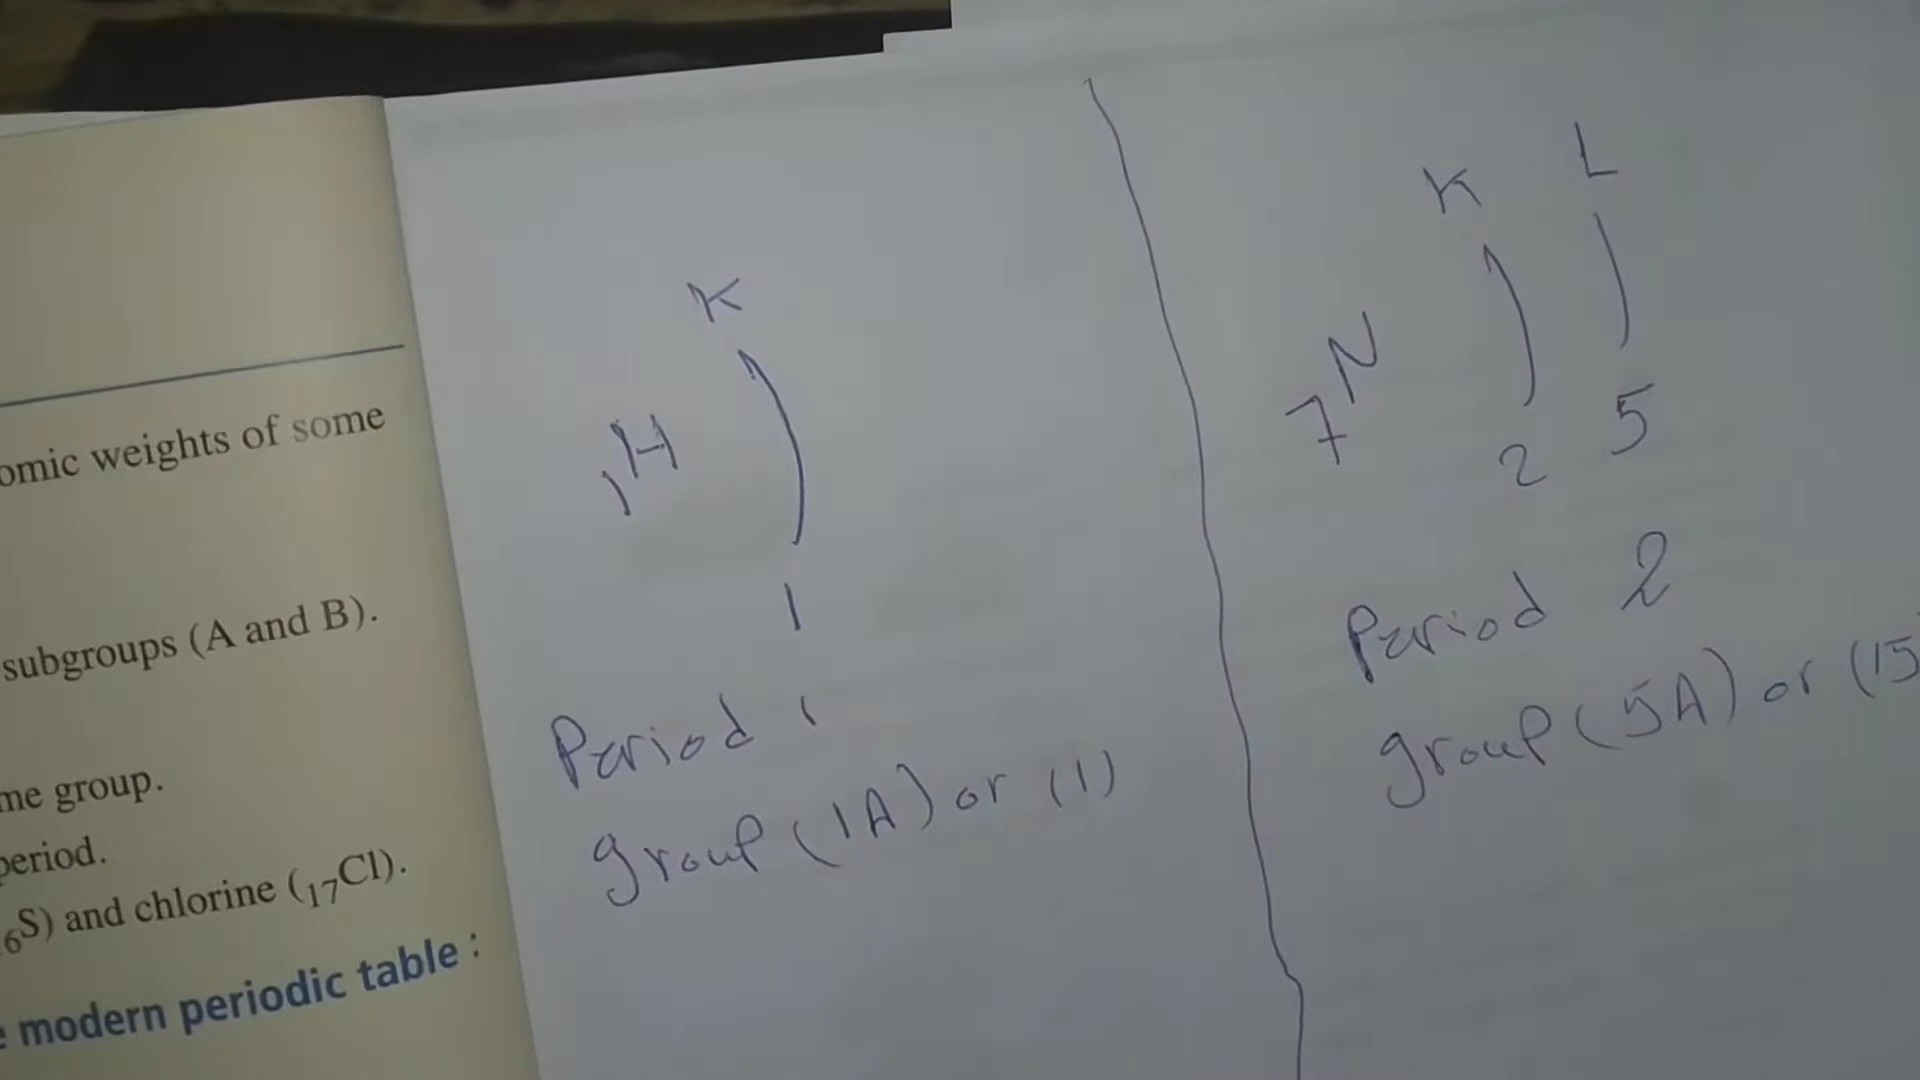 omic weights of some
subgroups (A and B).
me group.
period.
6S) and chlorine (17Cl).
modern periodic table :
K
1H
1
Period 1
group (1A) or (1)
K L
7N
2 5
Period 2
group (5A) or (15